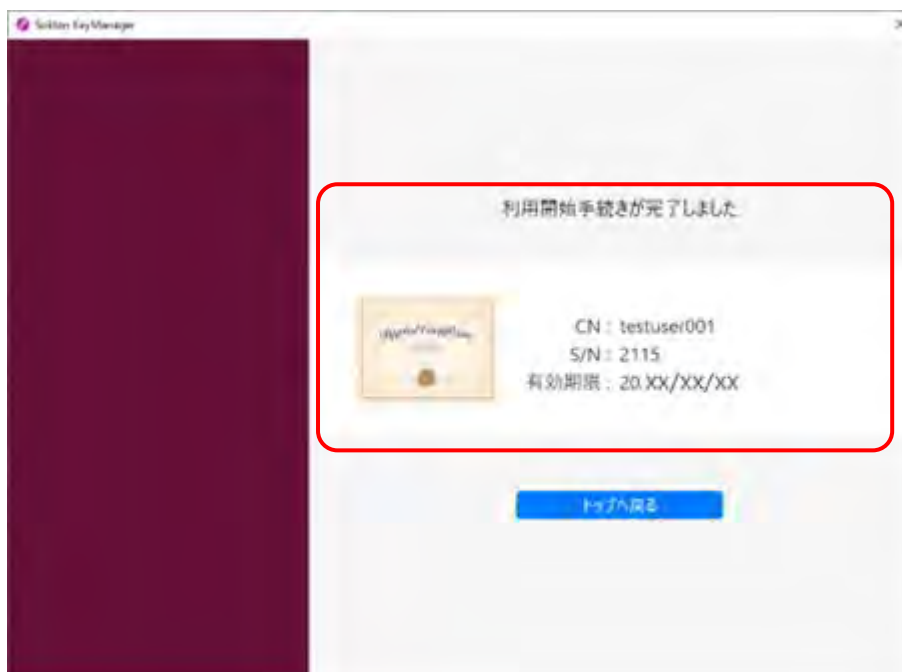 KeyManager
利用開始手続きが完了しました
CN : testuser001
S/N : 2115
有効期限 : 20.XX/XX/XX
トップへ戻る